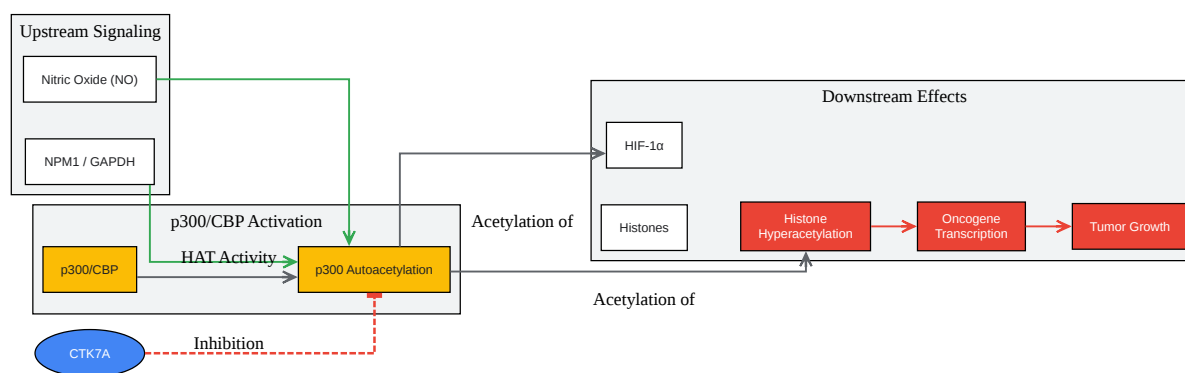 Upstream Signaling
Nitric Oxide (NO)
NPM1 / GAPDH
p300/CBP Activation
HAT Activity
p300/CBP
p300 Autoacetylation
CTK7A
Inhibition
Acetylation of
Acetylation of
Downstream Effects
HIF-1α
Histones
Histone
Hyperacetylation
Oncogene
Transcription
Tumor Growth